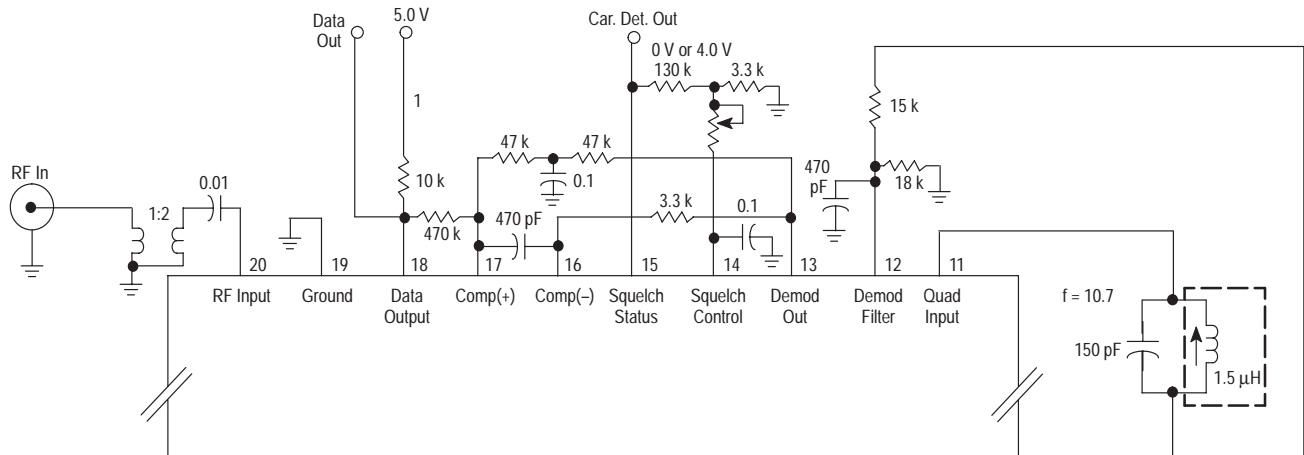 Data Out
5.0 V
Car. Det. Out
0 V or 4.0 V
130 k
3.3 k
1
15 k
47 k
47 k
RF In
0.01
1:2
10 k
0.1
470 pF
18 k
470 k
470 pF
3.3 k
0.1
20
19
18
17
16
15
14
13
12
11
RF Input
Ground
Data Output
Comp(+)
Comp(–)
Squelch Status
Squelch Control
Demod Out
Demod Filter
Quad Input
f = 10.7
150 pF
1.5 μH